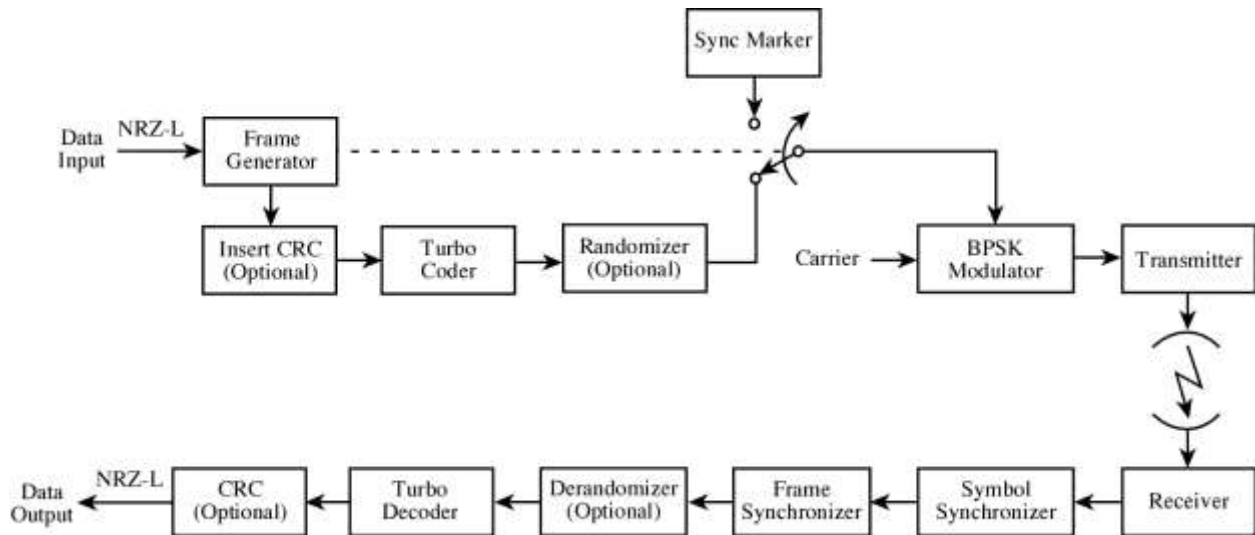 Sync Marker
Data
Input
NRZ-L
Frame
Generator
Insert CRC
(Optional)
Turbo
Coder
Randomizer
(Optional)
Carrier
BPSK
Modulator
Transmitter
Data
Output
NRZ-L
CRC
(Optional)
Turbo
Decoder
Derandomizer
(Optional)
Frame
Synchronizer
Symbol
Synchronizer
Receiver